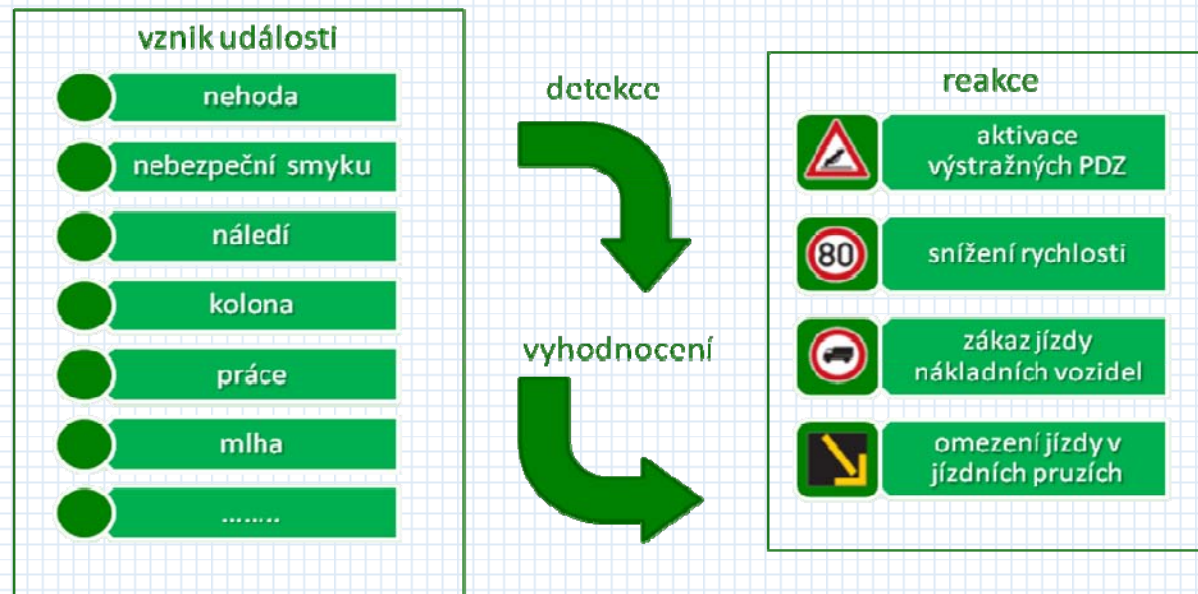 vznik události
nehoda
nebezpeční smyku
náledí
kolona
práce
mlha
........
detekce
vyhodnocení
reakce
aktivace
výstražných PDZ
80
snížení rychlosti
zákaz jízdy
nákladních vozidel
omezení jízdy v
jízdních pruzích